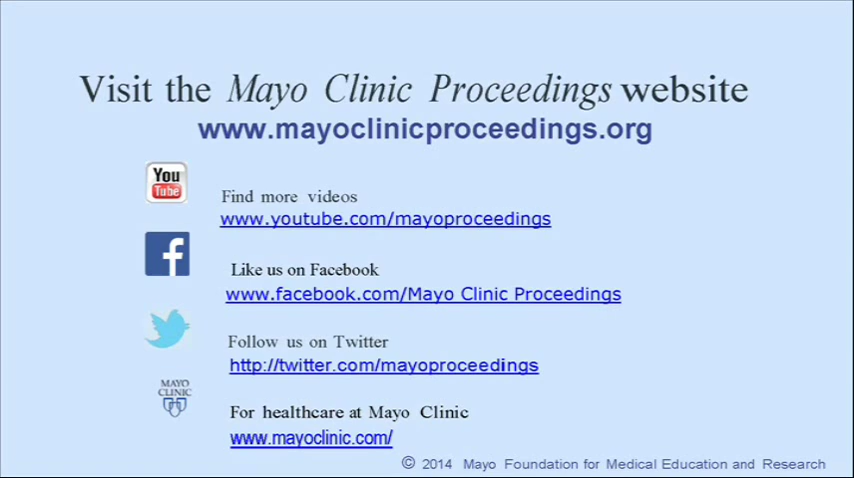 Visit the Mayo Clinic Proceedings website
www.mayoclinicproceedings.org
You
Tube
Find more videos
www.youtube.com/mayoproceedings
f
Like us on Facebook
www.facebook.com/Mayo Clinic Proceedings
Follow us on Twitter
http://twitter.com/mayoproceedings
MAYO
CLINIC
For healthcare at Mayo Clinic
www.mayoclinic.com/
© 2014 Mayo Foundation for Medical Education and Research